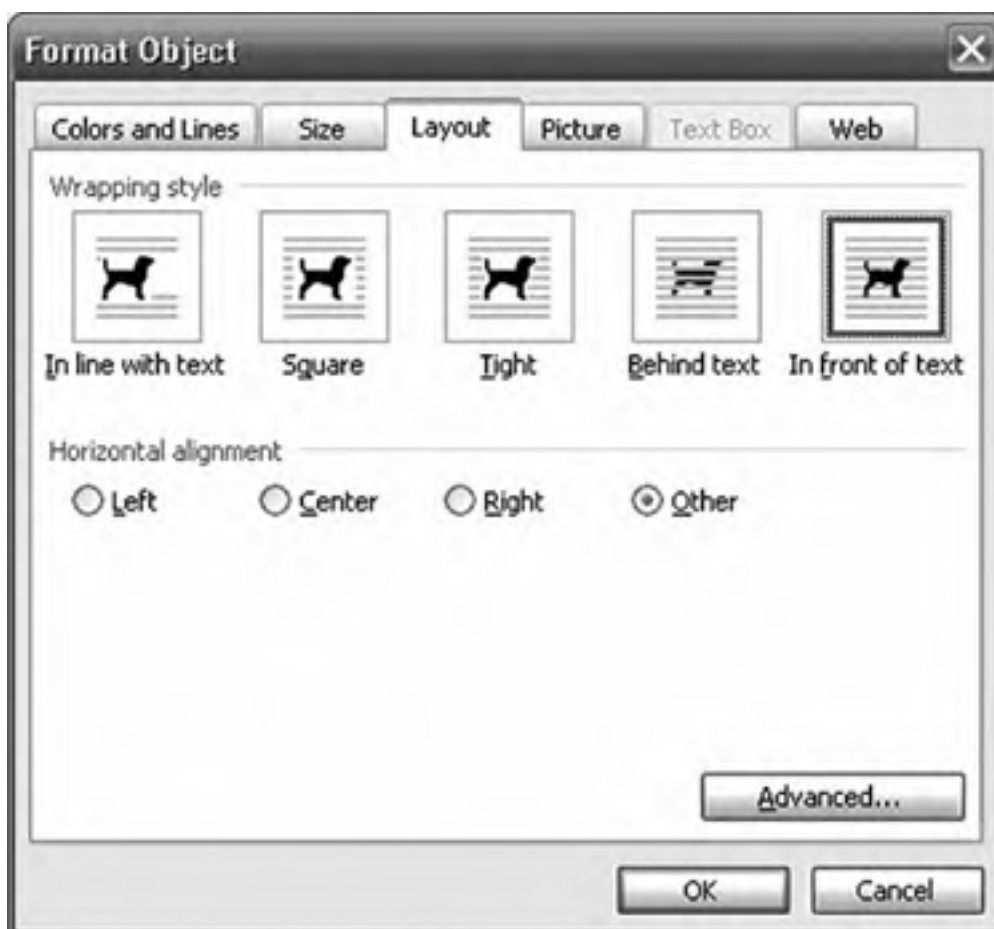 Format Object
Colors and Lines Size Layout Picture Text Box Web
Wrapping style
In line with text Square Tight Behind text In front of text
Horizontal alignment
Left Center Right Other
Advanced...
OK Cancel